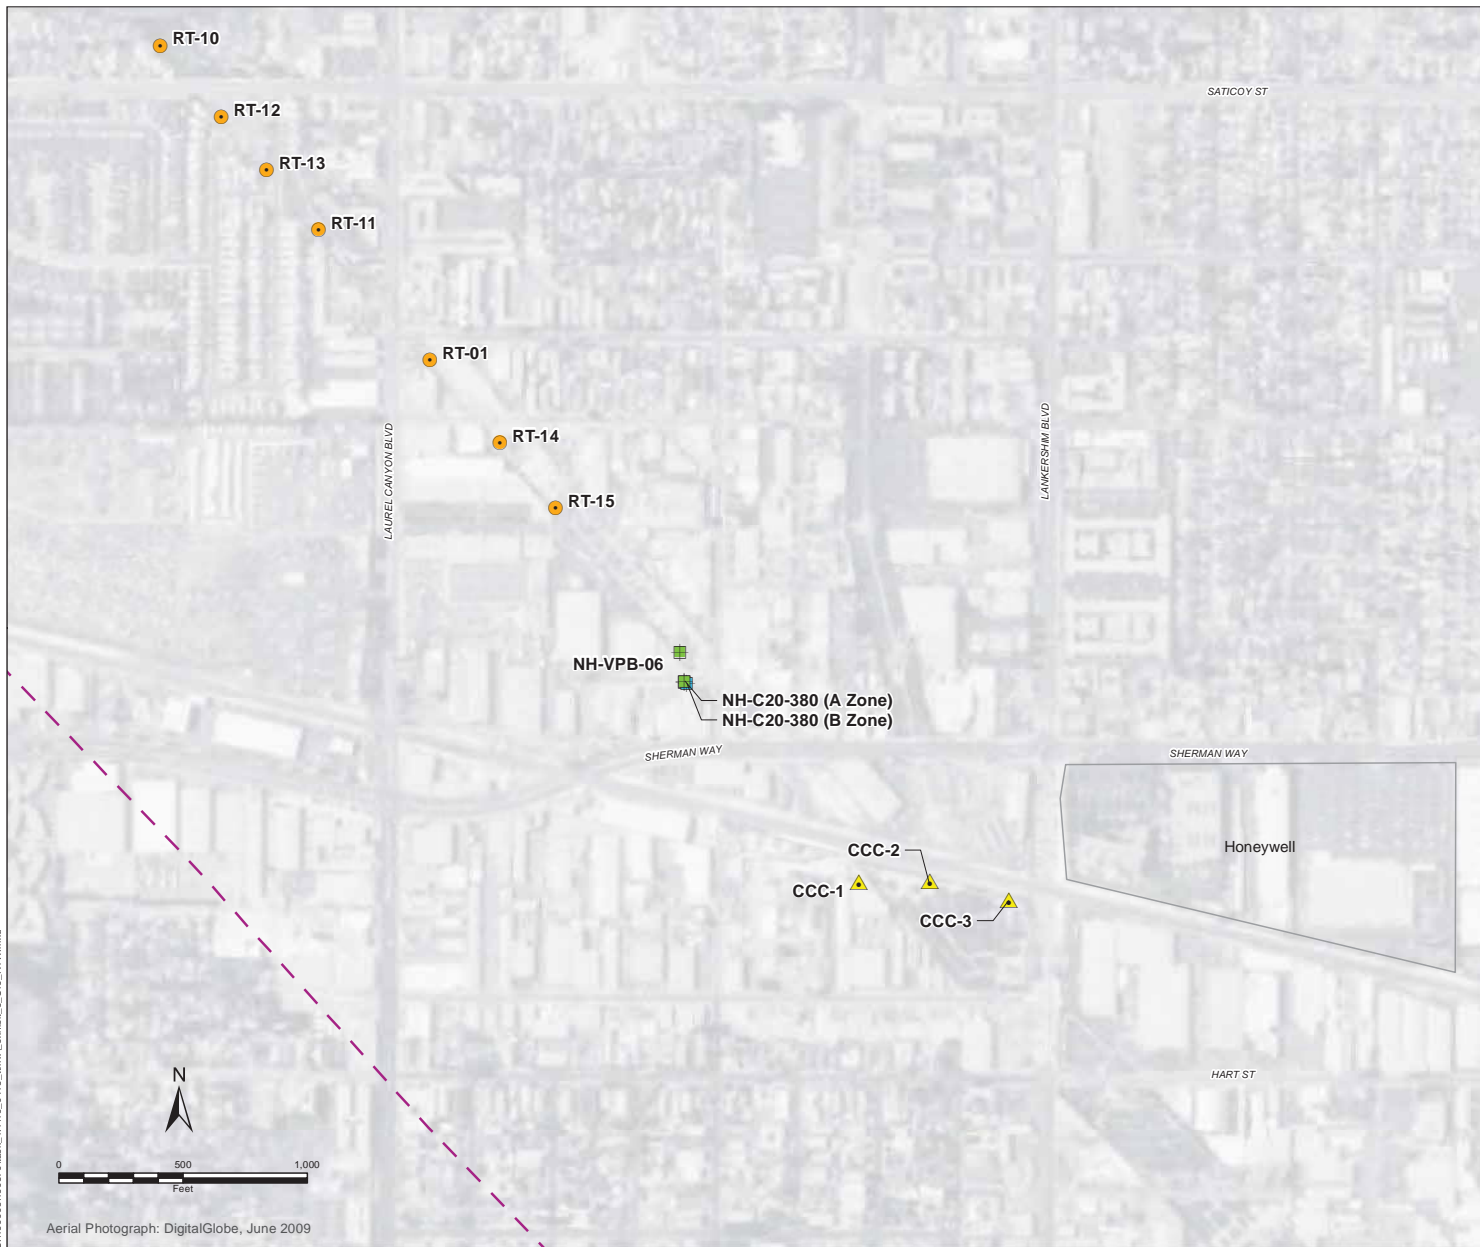 RT-10
SATICOY ST
RT-12
RT-13
RT-11
RT-01
LAUREL CANYON BLVD
LANKERSHIM BLVD
RT-14
RT-15
NH-VPB-06
NH-C20-380 (A Zone)
NH-C20-380 (B Zone)
SHERMAN WAY
SHERMAN WAY
Honeywell
CCC-2
CCC-1
CCC-3
HART ST
N
0 500 1,000
Feet
Aerial Photograph: DigitalGlobe, June 2009